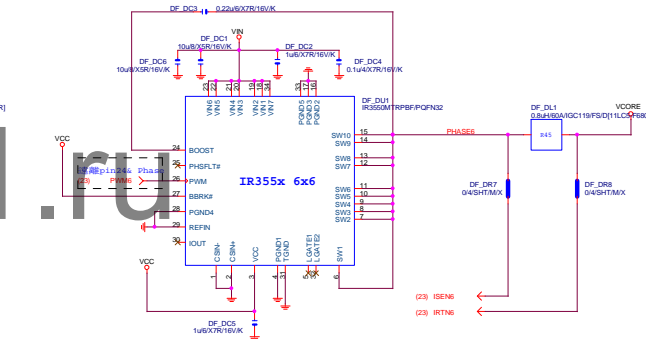 DF_DC3
0.22u/6/X7R/16V/K
DF_DC1
10u/8/X5R/16V/K
VIN
DF_DC2
1u/6/X7R/16V/K
DF_DC6
10u/8/X5R/16V/K
DF_DC4
0.1u/4/X7R/16V/K
23 22 21 20 19 18 34 33 17 16
VIN6 VIN5 VIN4 VIN3 VIN2 VIN1 VIN7 PGND5 PGND3 PGND2
DF_DU1
IR3550MTRPBF/PQFN32
DF_DL1
0.8uH/60A/IGC119/FS/D[11LC5
VCORE
R]
VCC
24 BOOST
25 PHSFLT#
26 PWM
27 BBRK#
28 PGND4
29 REFIN
30 IOUT
pin24& Phase
(23) PWM6
IR355x 6x6
SW10 15
SW9 14
SW8 13
SW7 12
SW6 11
SW5 10
SW4 9
SW3 8
SW2 7
PHASE6
R45
DF_DR7
0/4/SHT/M/X
DF_DR8
0/4/SHT/M/X
VCC
CSIN- CSIN+ VCC PGND1 TGND LGATE1 LGATE2 SW1
1 2 3 4 31 5 6
(23) ISEN6
(23) IRTN6
DF_DC5
1u/6/X7R/16V/K
l.ru